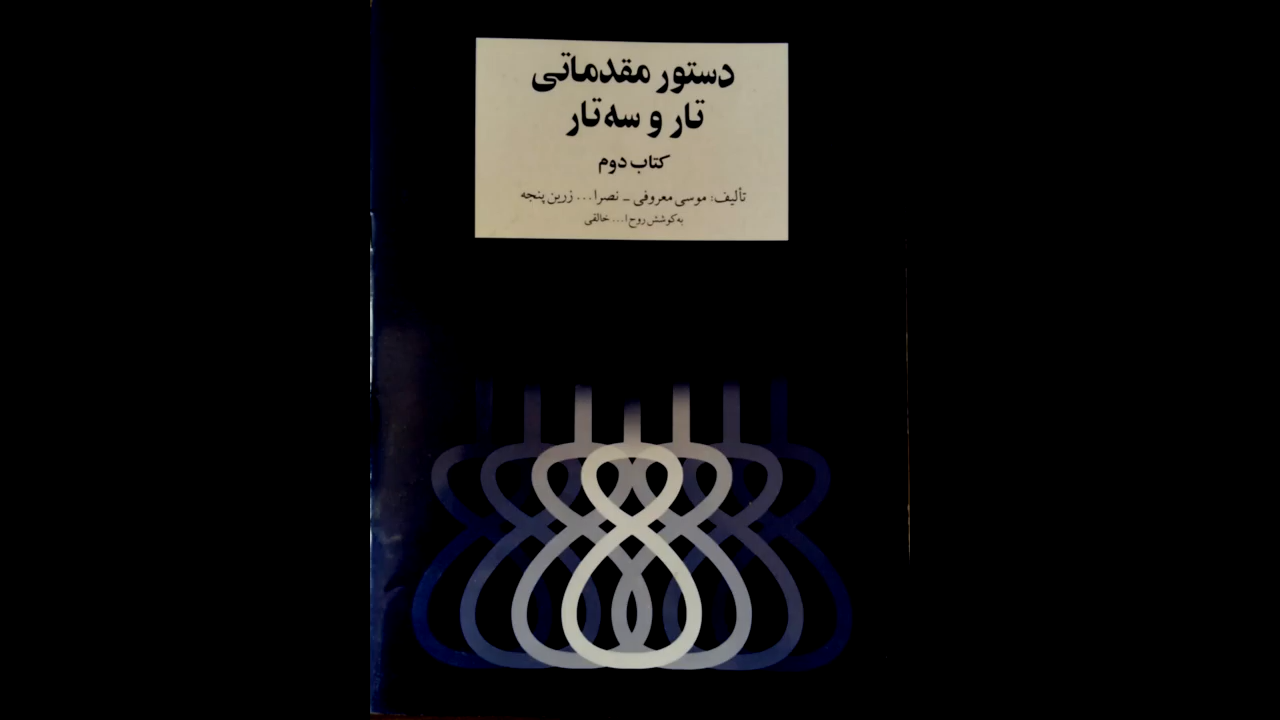 دستور مقدماتی
تار و سه‌تار
کتاب دوم
تألیف: موسی معروفی ـ نصرا... زرین‌پنجه
به‌کوشش روح‌ا... خالقی